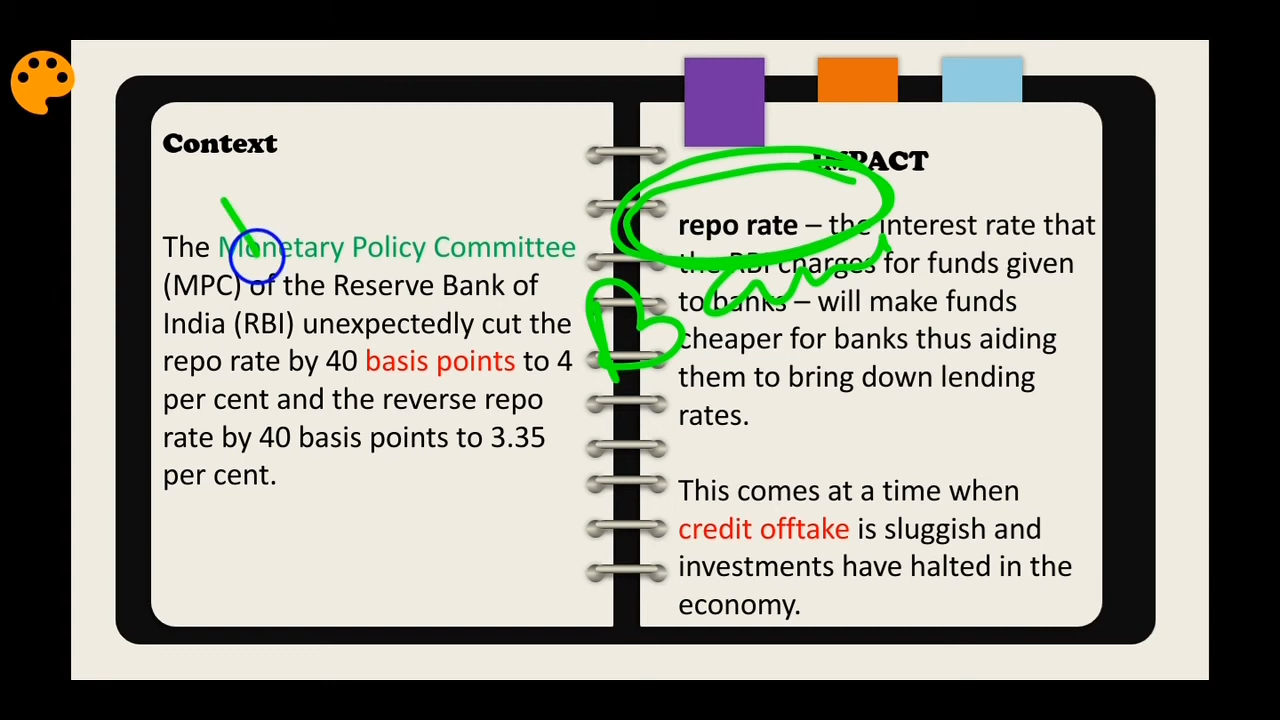 Context
The Monetary Policy Committee
(MPC) of the Reserve Bank of
India (RBI) unexpectedly cut the
repo rate by 40 basis points to 4
per cent and the reverse repo
rate by 40 basis points to 3.35
per cent.
IMPACT
repo rate – the interest rate that
the RBI charges for funds given
to banks – will make funds
cheaper for banks thus aiding
them to bring down lending
rates.
This comes at a time when
credit offtake is sluggish and
investments have halted in the
economy.